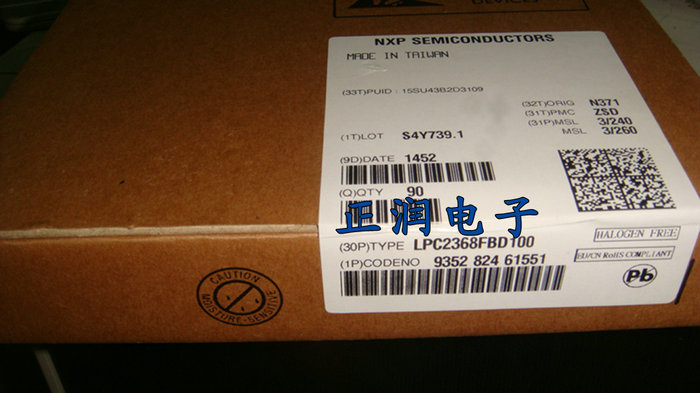 DEVICES
NXP SEMICONDUCTORS
MADE IN TAIWAN
(33T)PUID : 15SU43B2D3109
(32T)ORIG N371
(31T)PMC ZSD
(31P)MSL 3/240
MSL 3/260
(1T)LOT S4Y739.1
(9D)DATE 1452
(Q)QTY 90
正润电子
(30P)TYPE LPC2368FBD100
(1P)CODENO 9352 824 61551
HALOGEN FREE
EU/CN RoHS COMPLIANT
Pb
CAUTION
MOISTURE-SENSITIVE